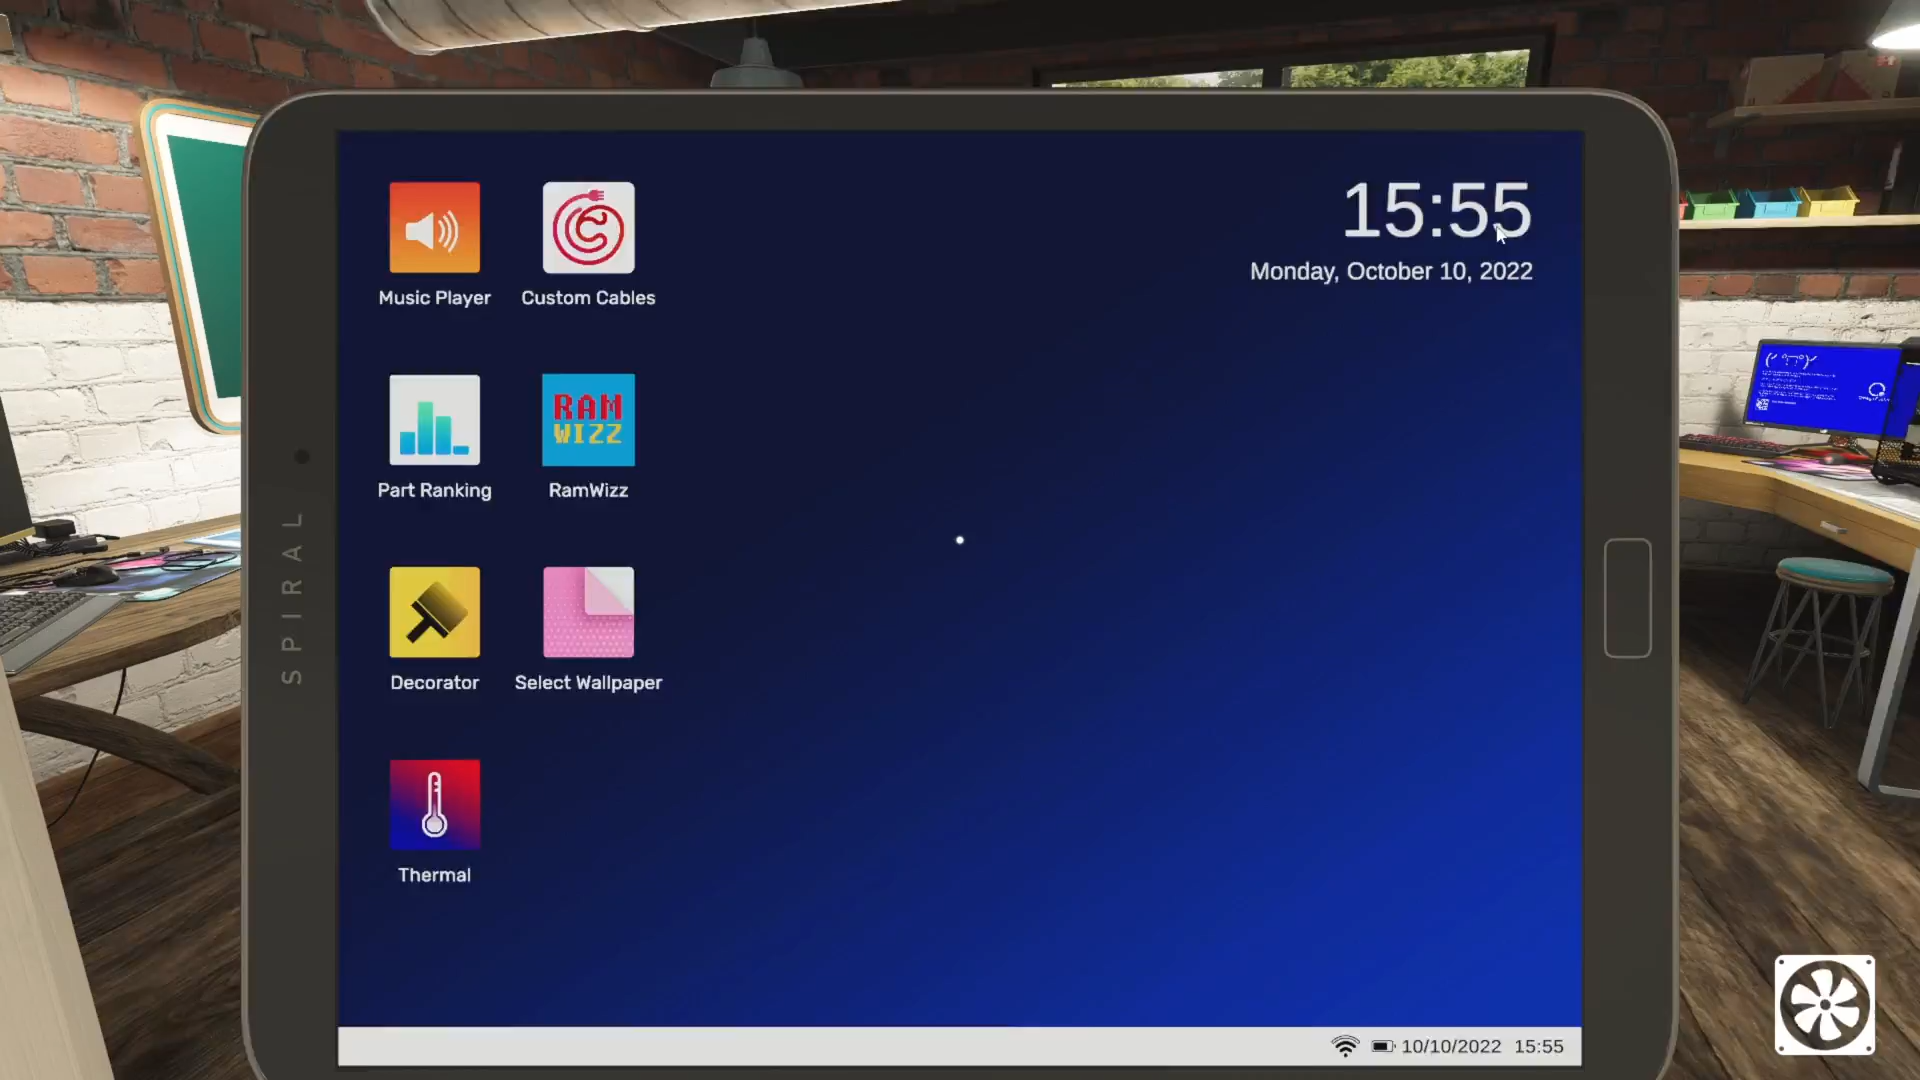 15:55
Monday, October 10, 2022
Music Player
Custom Cables
Part Ranking
RAM
WIZZ
RamWizz
Decorator
Select Wallpaper
Thermal
SPIRAL
10/10/2022 15:55